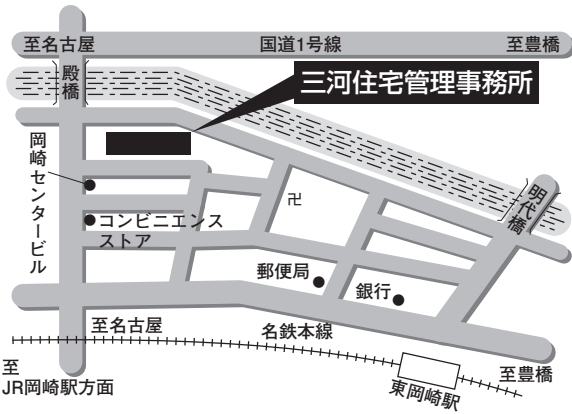 至名古屋
国道1号線
至豊橋
殿橋
三河住宅管理事務所
岡崎センタービル
明代橋
卍
コンビニエンス
ストア
郵便局
銀行
至名古屋
名鉄本線
至
JR岡崎駅方面
東岡崎駅
至豊橋